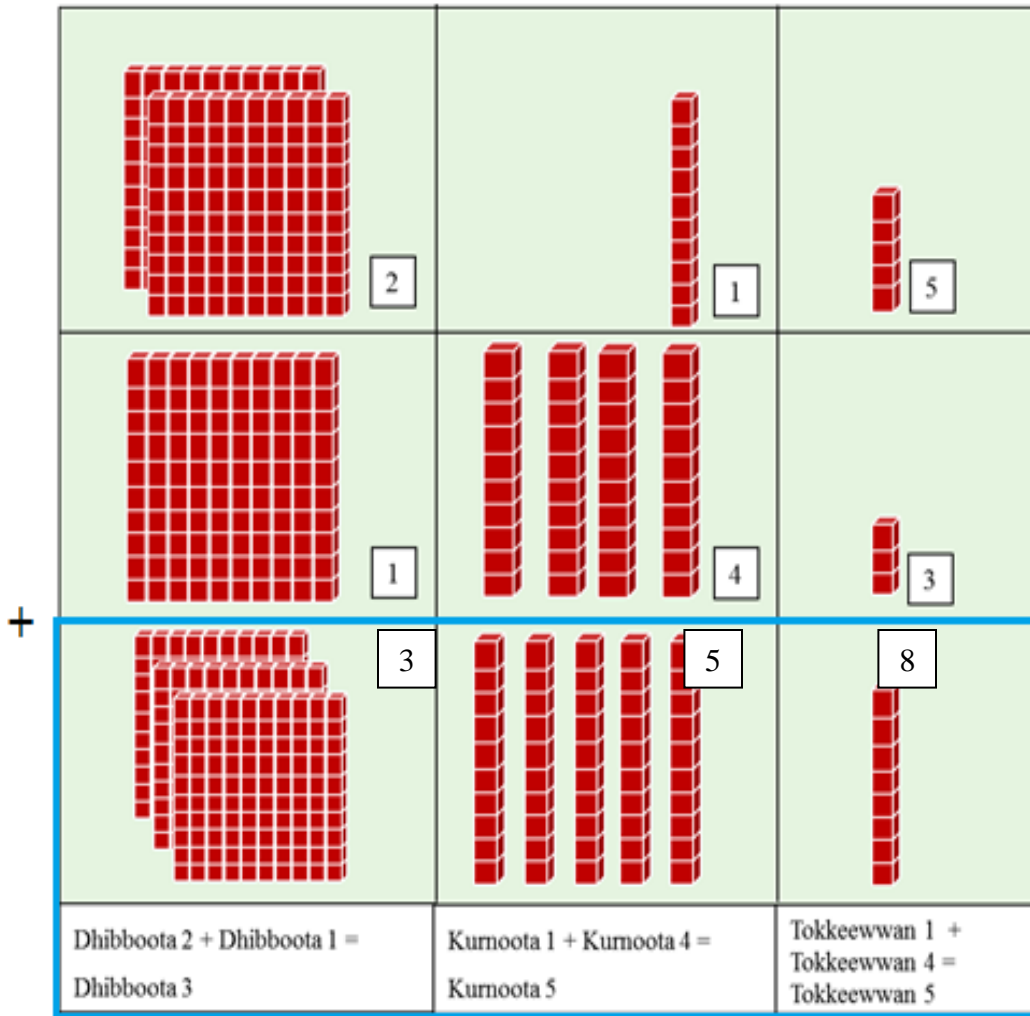 2
1
5
1
4
3
+
3
5
8
Dhibboota 2 + Dhibboota 1 =
Dhibboota 3
Kurnoota 1 + Kurnoota 4 =
Kurnoota 5
Tokkeewwan 1 +
Tokkeewwan 4 =
Tokkeewwan 5